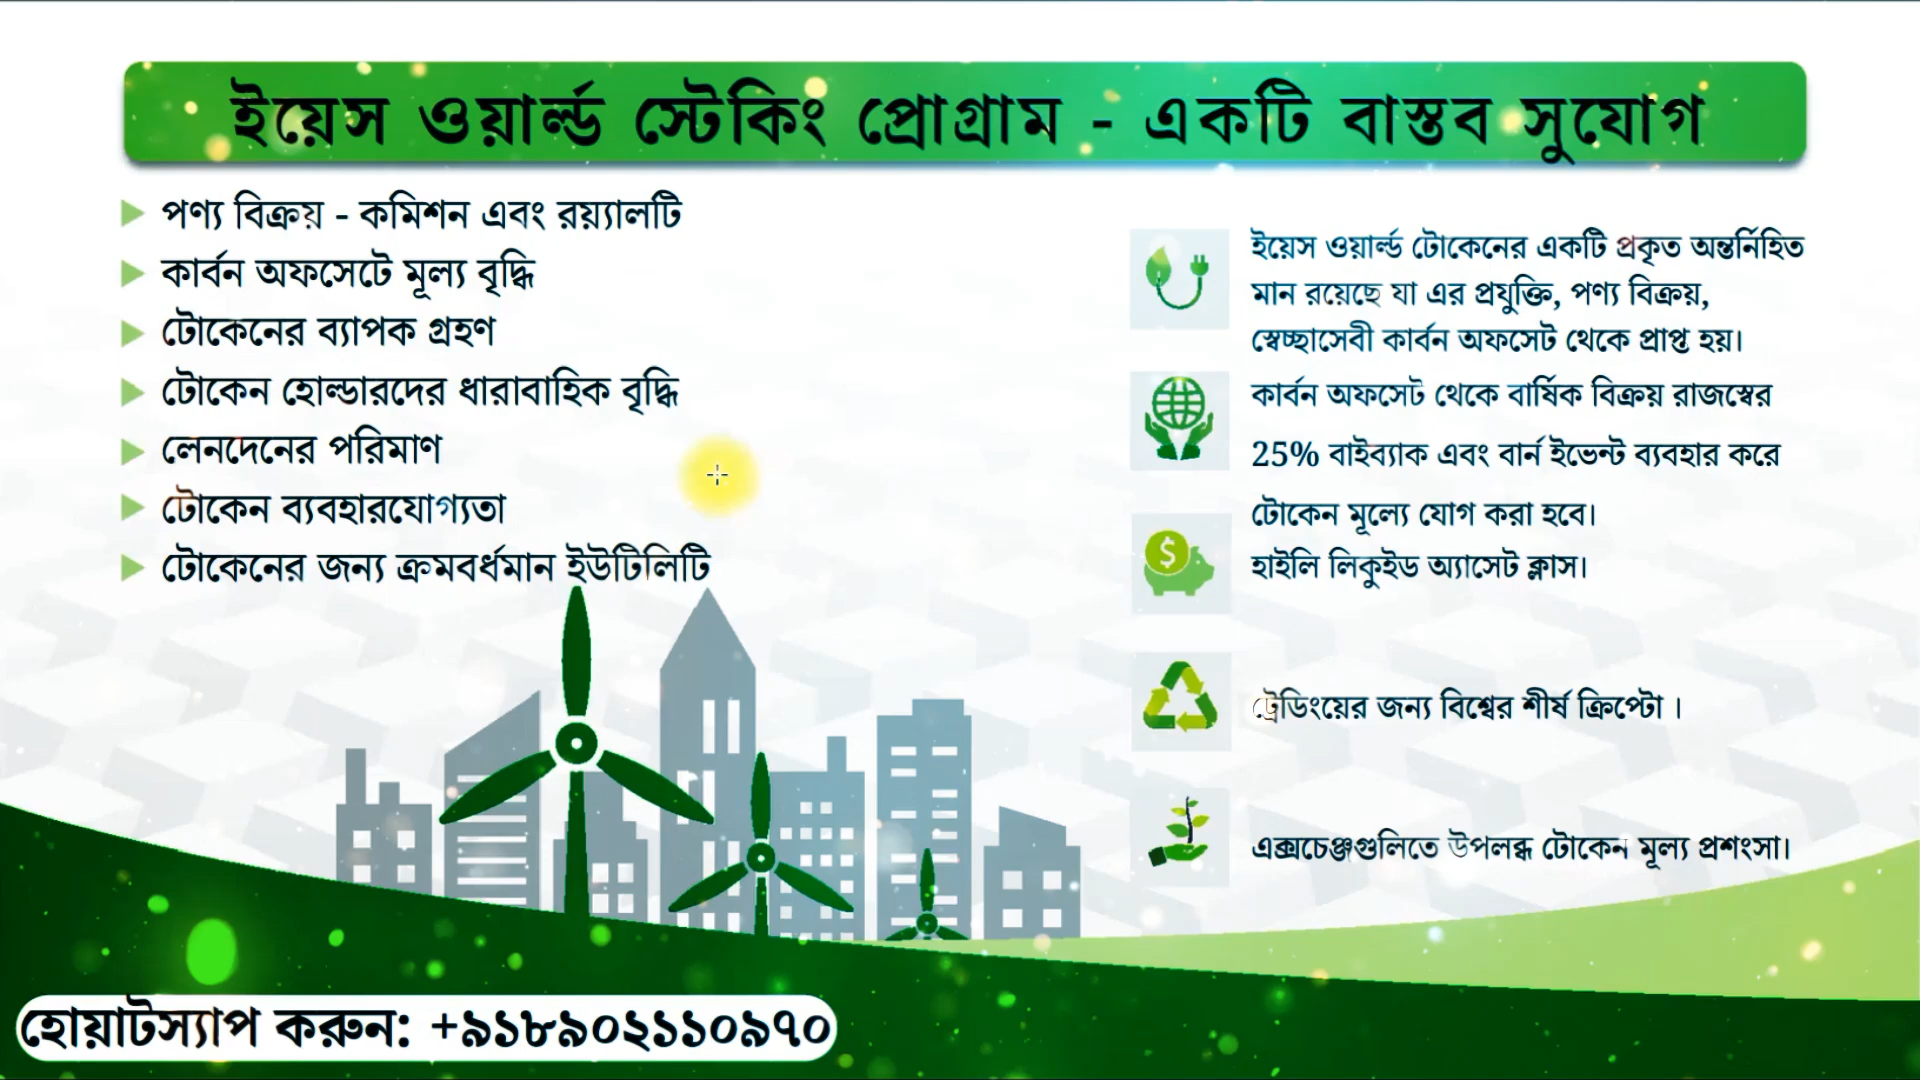 ইয়েস ওয়ার্ল্ড স্টেকিং প্রোগ্রাম - একটি বাস্তব সুযোগ
পণ্য বিক্রয় - কমিশন এবং রয়্যালটি
কার্বন অফসেটে মূল্য বৃদ্ধি
টোকেনের ব্যাপক গ্রহণ
টোকেন হোল্ডারদের ধারাবাহিক বৃদ্ধি
লেনদেনের পরিমাণ
টোকেন ব্যবহারযোগ্যতা
টোকেনের জন্য ক্রমবর্ধমান ইউটিলিটি
ইয়েস ওয়ার্ল্ড টোকেনের একটি প্রকৃত অন্তর্নিহিত
মান রয়েছে যা এর প্রযুক্তি, পণ্য বিক্রয়,
স্বেচ্ছাসেবী কার্বন অফসেট থেকে প্রাপ্ত হয়।
কার্বন অফসেট থেকে বার্ষিক বিক্রয় রাজস্বের
25% বাইব্যাক এবং বার্ন ইভেন্ট ব্যবহার করে
টোকেন মূল্যে যোগ করা হবে।
হাইলি লিকুইড অ্যাসেট ক্লাস।
ট্রেডিংয়ের জন্য বিশ্বের শীর্ষ ক্রিপ্টো ।
এক্সচেঞ্জগুলিতে উপলব্ধ টোকেন মূল্য প্রশংসা।
হোয়াটস্যাপ করুন: +৯১৮৯০২১১০৯৭০